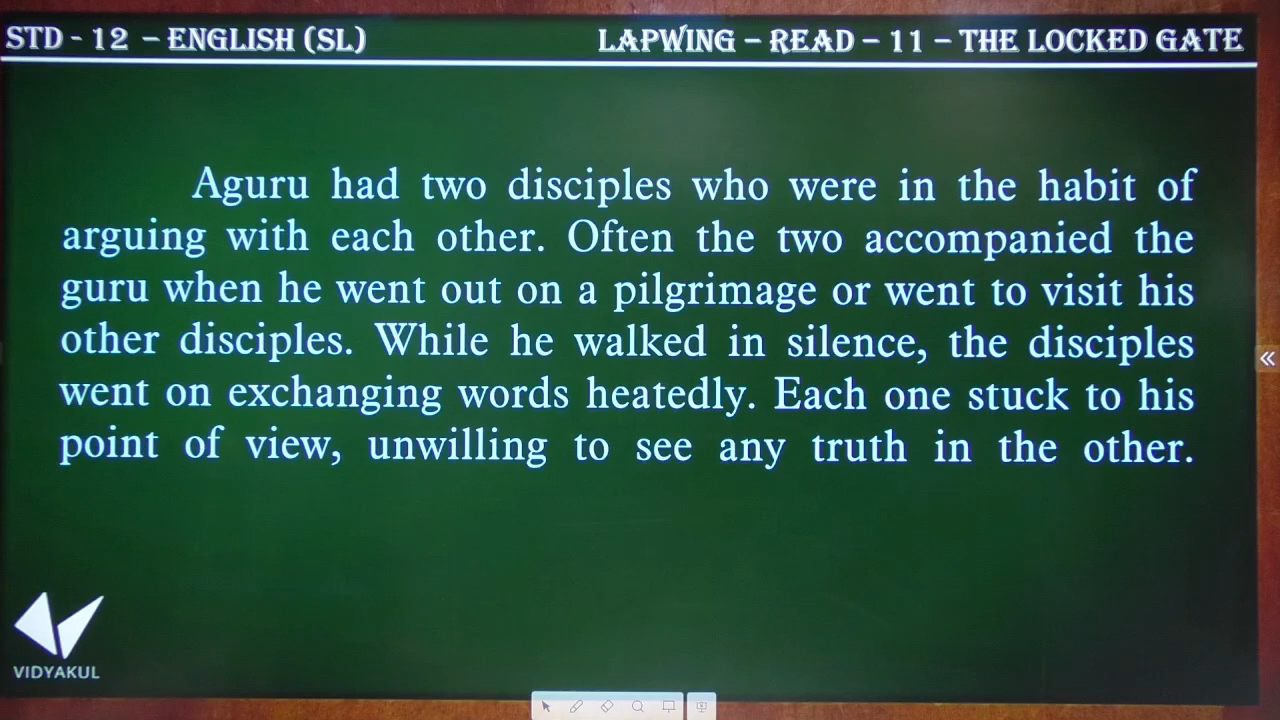 STD - 12 – ENGLISH (SL)
LAPWING – READ – 11 – THE LOCKED GATE
Aguru had two disciples who were in the habit of
arguing with each other. Often the two accompanied the
guru when he went out on a pilgrimage or went to visit his
other disciples. While he walked in silence, the disciples
went on exchanging words heatedly. Each one stuck to his
point of view, unwilling to see any truth in the other.
VIDYAKUL